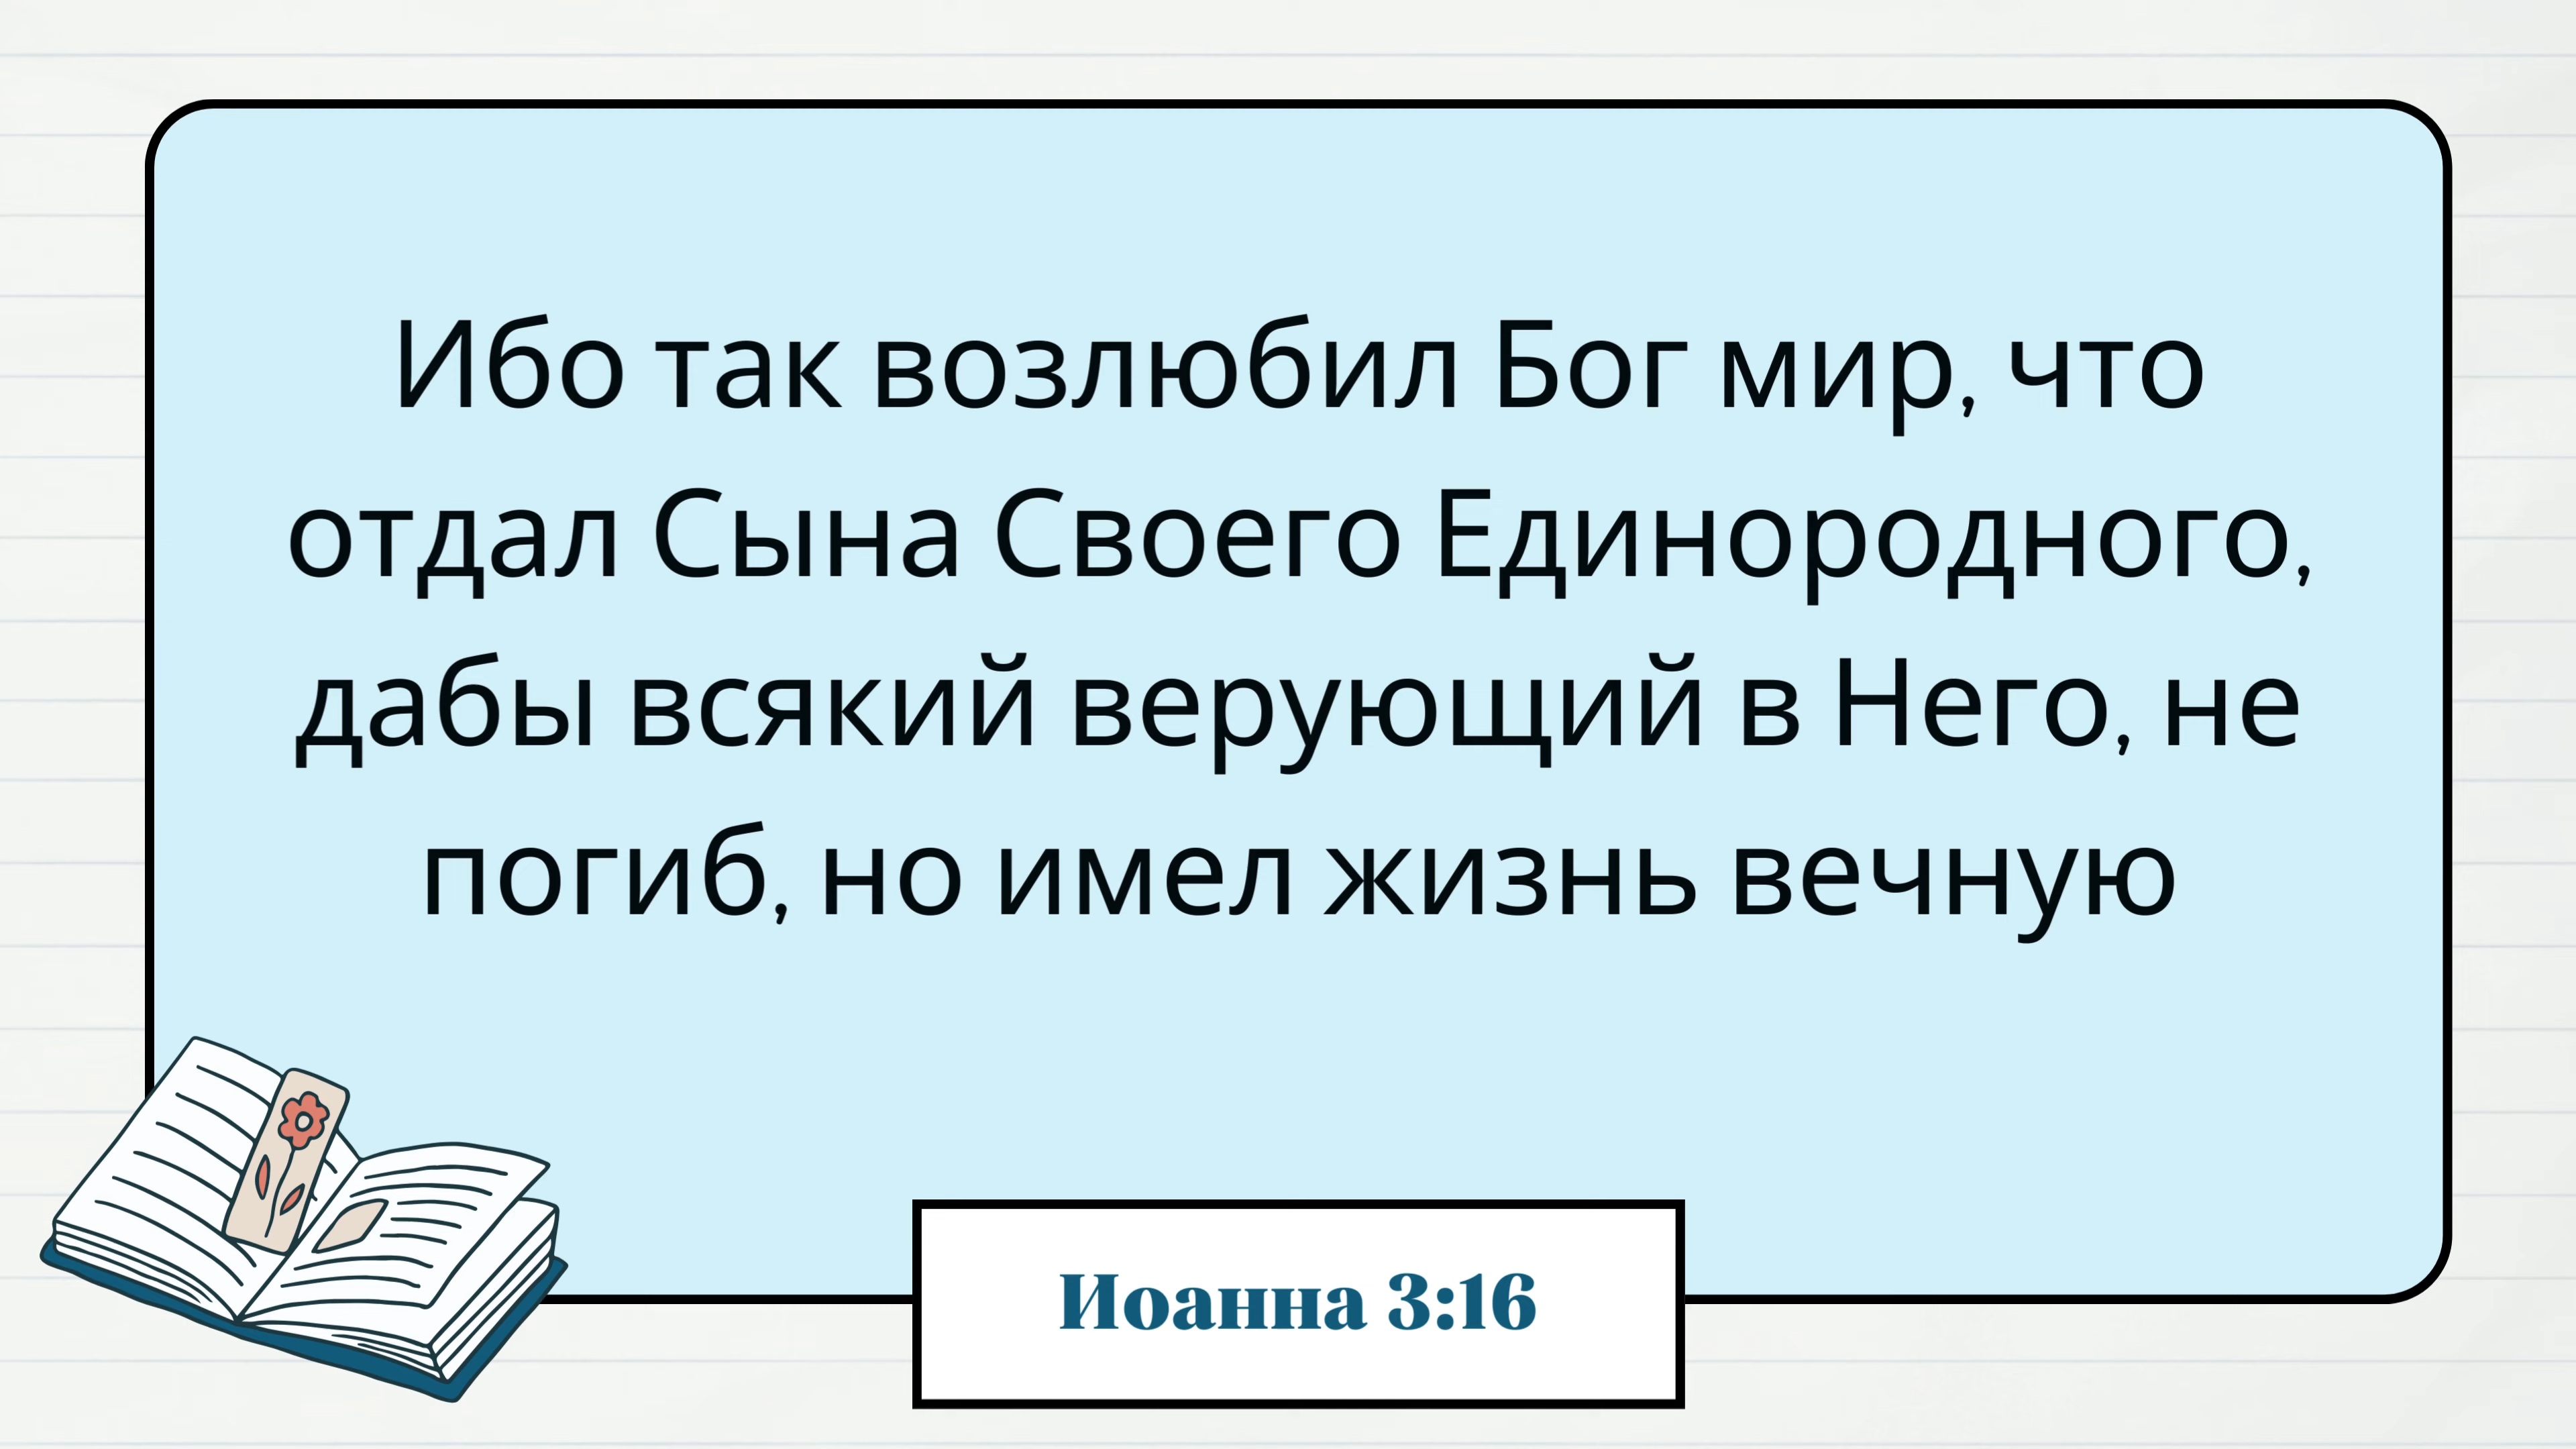 Ибо так возлюбил Бог мир, что
отдал Сына Своего Единородного,
дабы всякий верующий в Него, не
погиб, но имел жизнь вечную
Иоанна 3:16